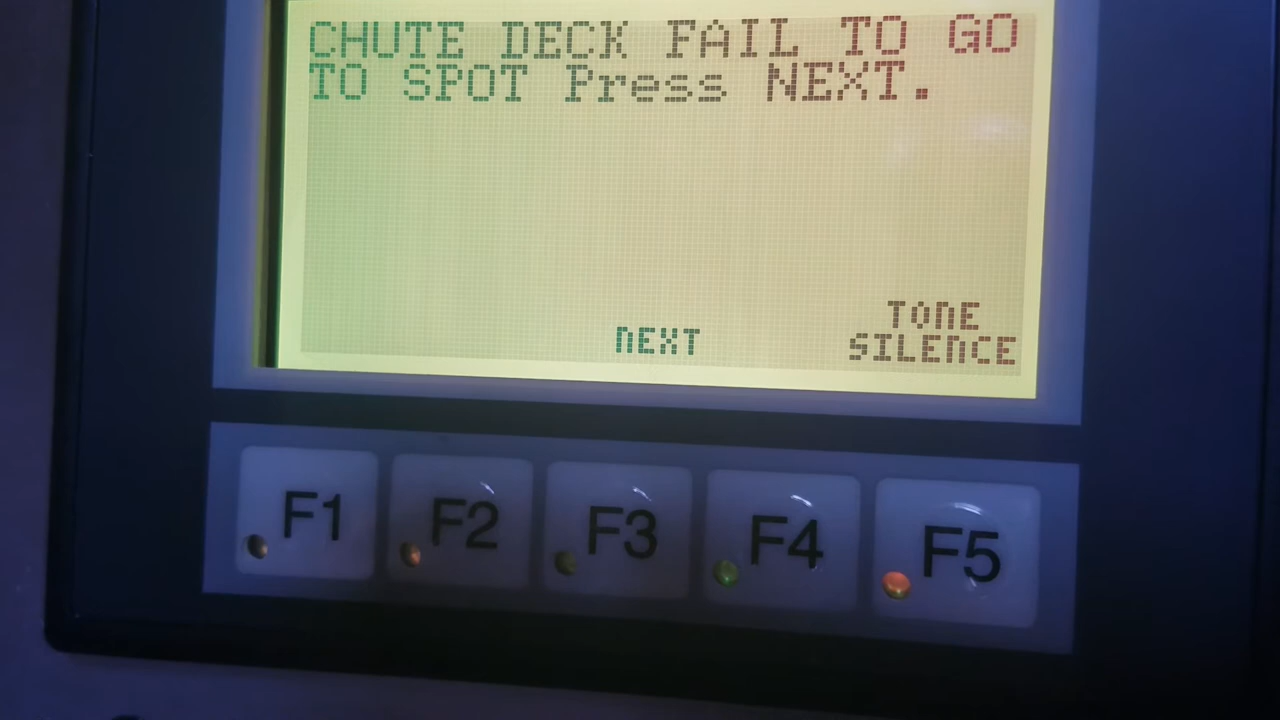 CHUTE DECK FAIL TO GO
TO SPOT Press NEXT.
NEXT
TONE
SILENCE
F1 F2 F3 F4 F5